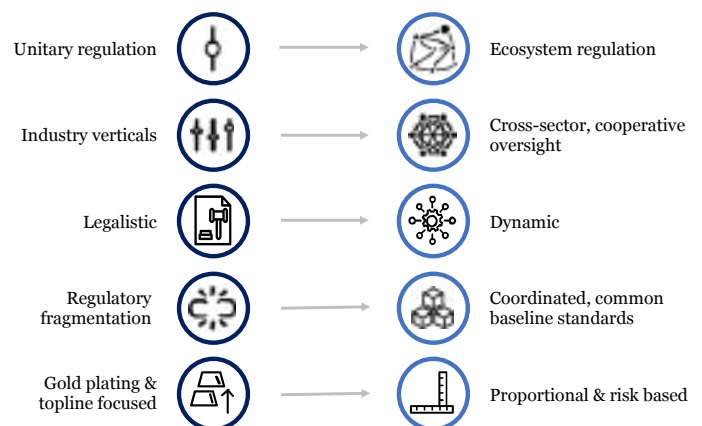 Unitary regulation
Ecosystem regulation
Industry verticals
Cross-sector, cooperative
oversight
Legalistic
Dynamic
Regulatory
fragmentation
Coordinated, common
baseline standards
Gold plating &
topline focused
Proportional & risk based